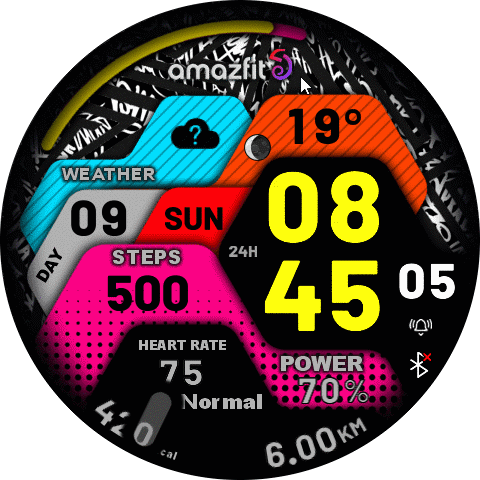 amazfit
19°
?
WEATHER
08
DAY
09
SUN
24H
45
05
STEPS
500
HEART RATE
75
Normal
POWER
70%
420
cal
6.00KM